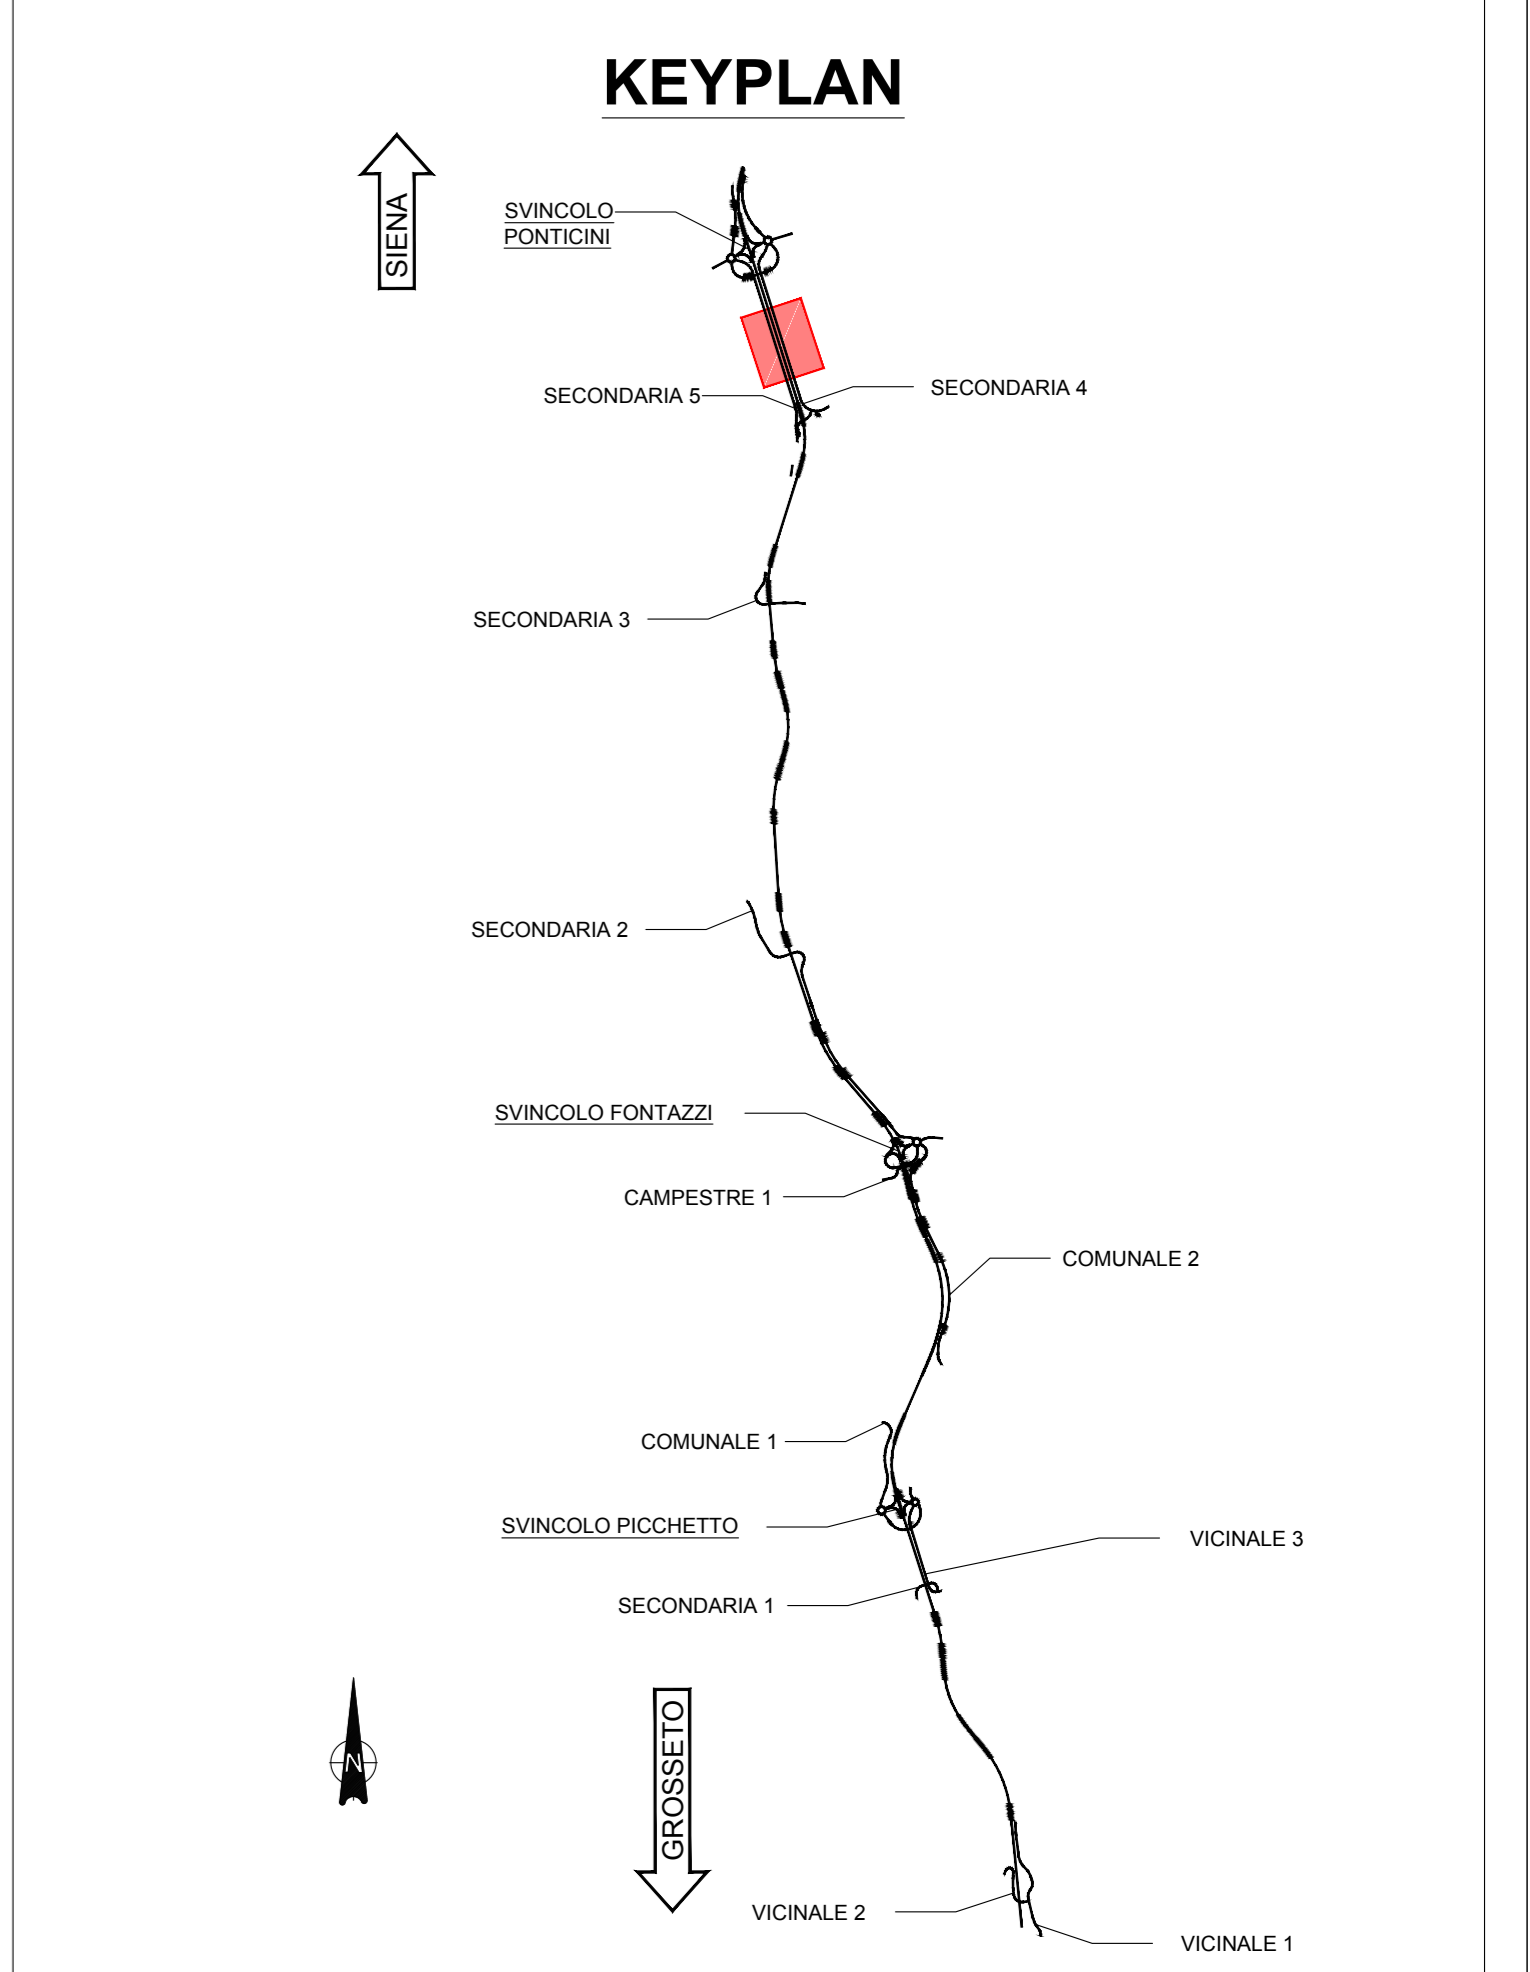 KEYPLAN
SIENA
SVINCOLO
PONTICINI
SECONDARIA 5
SECONDARIA 4
SECONDARIA 3
SECONDARIA 2
SVINCOLO FONTAZZI
CAMPESTRE 1
COMUNALE 2
COMUNALE 1
SVINCOLO PICCHETTO
VICINALE 3
SECONDARIA 1
N
GROSSETO
VICINALE 2
VICINALE 1